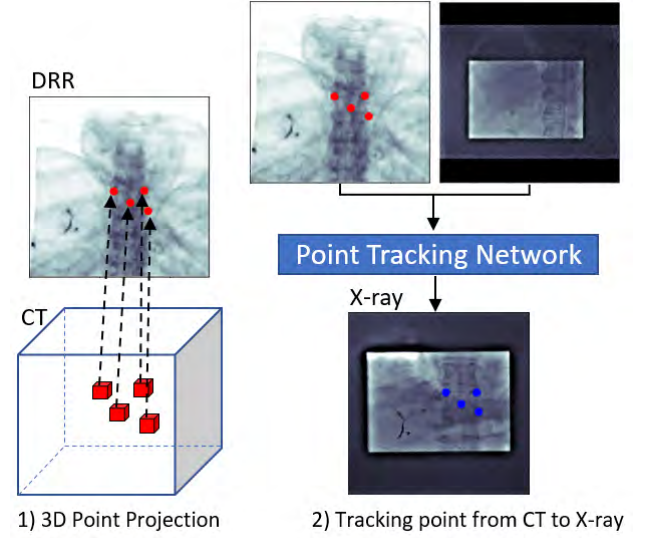 DRR
CT
1) 3D Point Projection
Point Tracking Network
X-ray
2) Tracking point from CT to X-ray